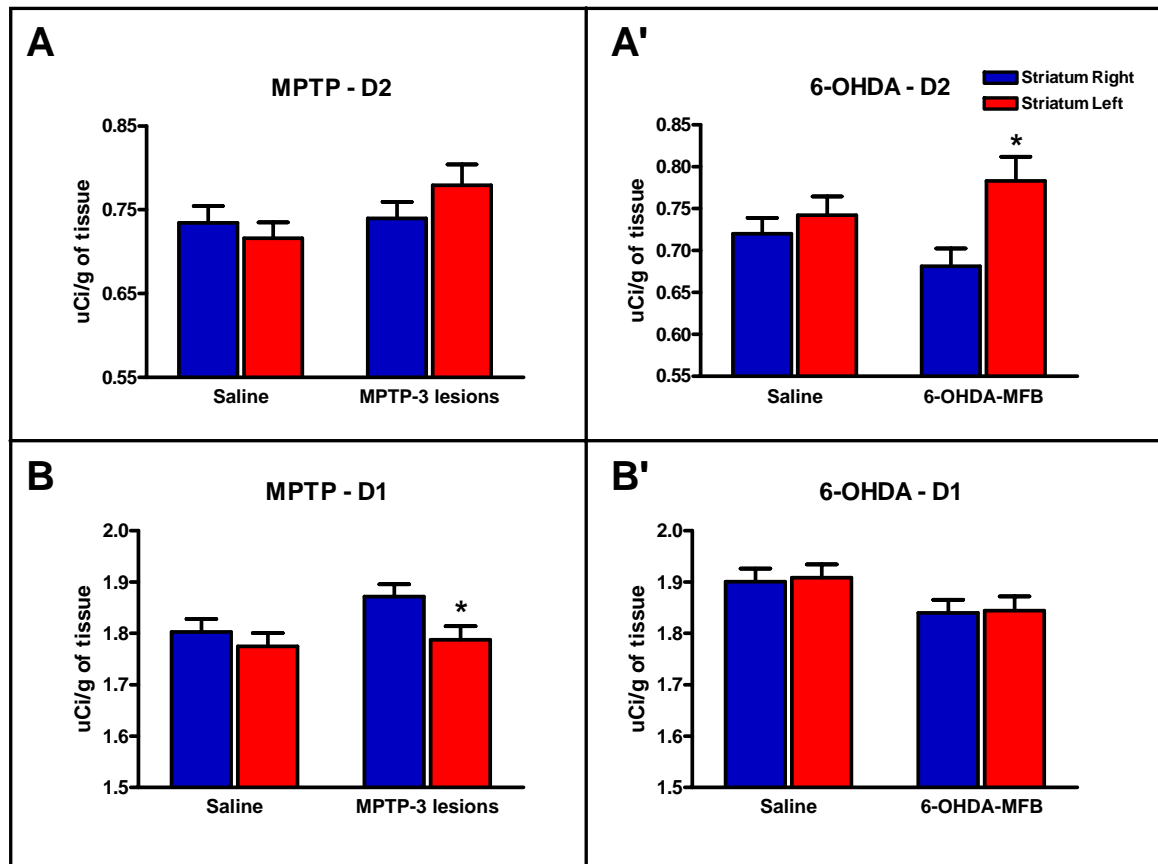 A
MPTP - D2
uCi/g of tissue
0.85
0.75
0.65
0.55
Saline
MPTP-3 lesions
A'
6-OHDA - D2
Striatum Right
Striatum Left
uCi/g of tissue
0.85
0.80
0.75
0.70
0.65
0.60
0.55
*
Saline
6-OHDA-MFB
B
MPTP - D1
uCi/g of tissue
2.0
1.9
1.8
1.7
1.6
1.5
*
Saline
MPTP-3 lesions
B'
6-OHDA - D1
uCi/g of tissue
2.0
1.9
1.8
1.7
1.6
1.5
Saline
6-OHDA-MFB